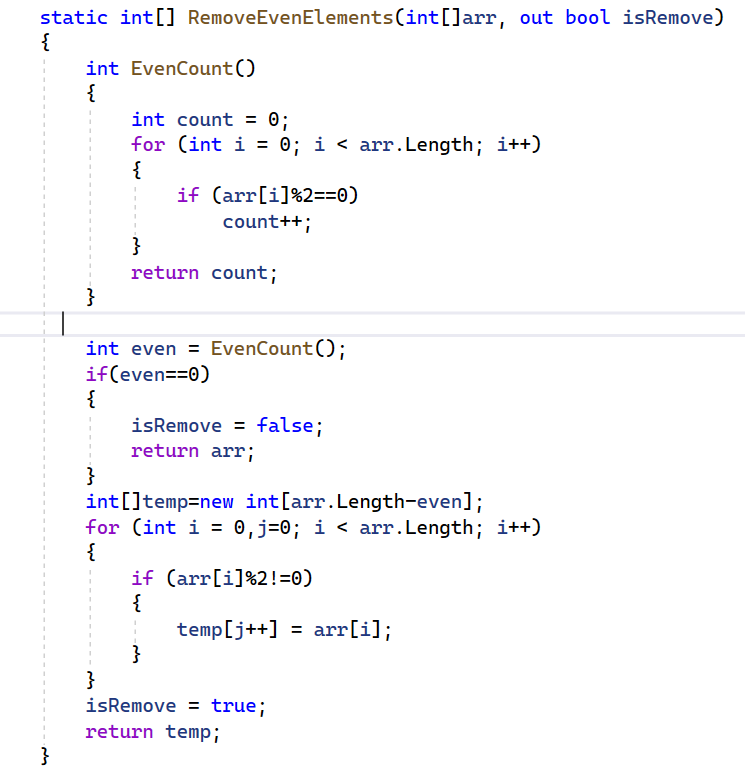 static int[] RemoveEvenElements(int[]arr, out bool isRemove)
{
    int EvenCount()
    {
        int count = 0;
        for (int i = 0; i < arr.Length; i++)
        {
            if (arr[i]%2==0)
                count++;
        }
        return count;
    }

    int even = EvenCount();
    if(even==0)
    {
        isRemove = false;
        return arr;
    }
    int[]temp=new int[arr.Length-even];
    for (int i = 0,j=0; i < arr.Length; i++)
    {
        if (arr[i]%2!=0)
        {
            temp[j++] = arr[i];
        }
    }
    isRemove = true;
    return temp;
}